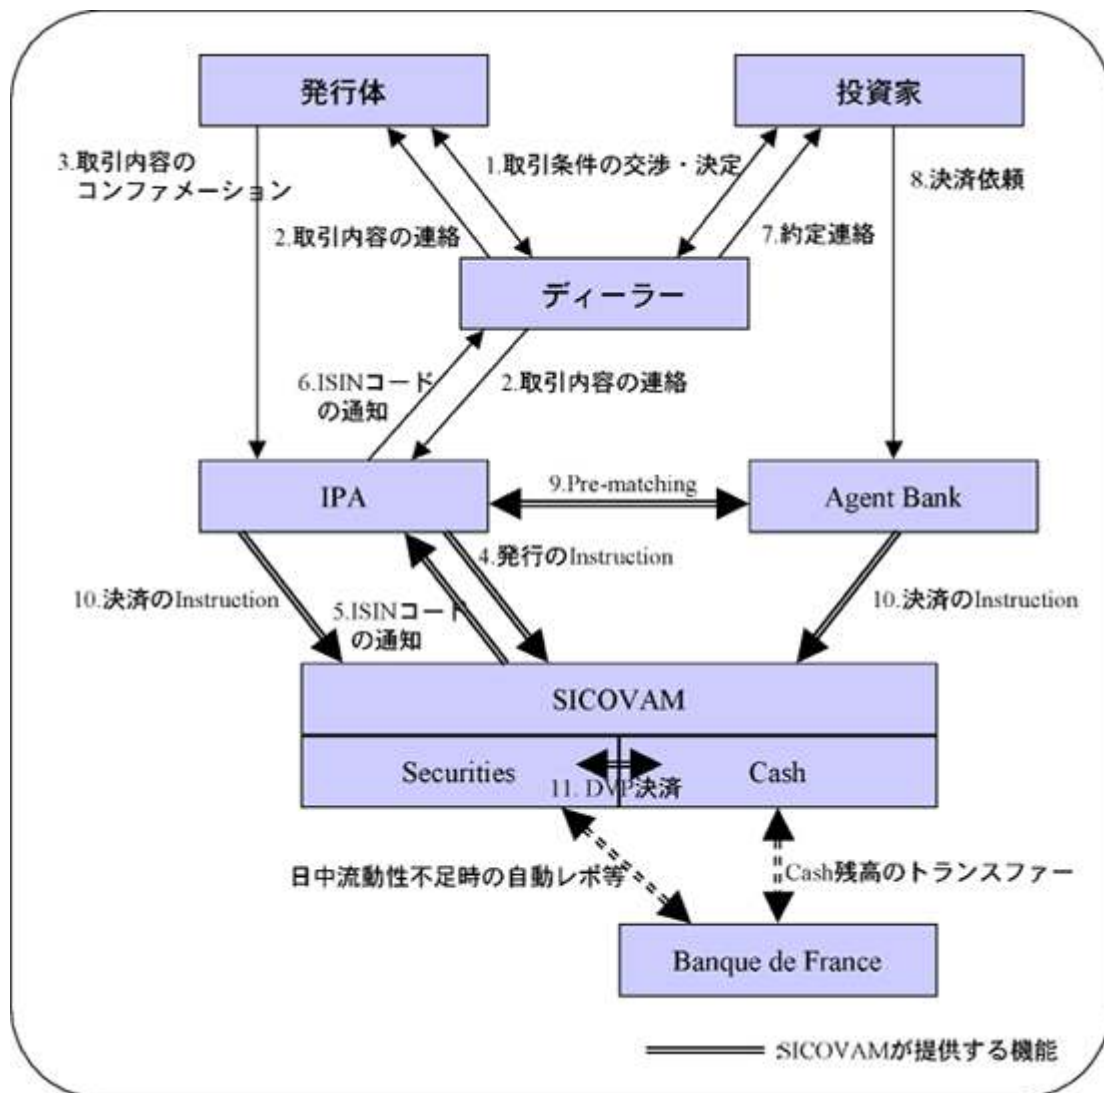 発行体
投資家
3.取引内容の
コンファメーション
1.取引条件の交渉・決定
8.決済依頼
2.取引内容の連絡
7.約定連絡
ディーラー
6.ISINコード
の通知
2.取引内容の連絡
IPA
9.Pre-matching
Agent Bank
4.発行のInstruction
10.決済のInstruction
5.ISINコード
の通知
10.決済のInstruction
SICOVAM
Securities
Cash
11. DVP決済
日中流動性不足時の自動レポ等
Cash残高のトランスファー
Banque de France
:SICOVAMが提供する機能